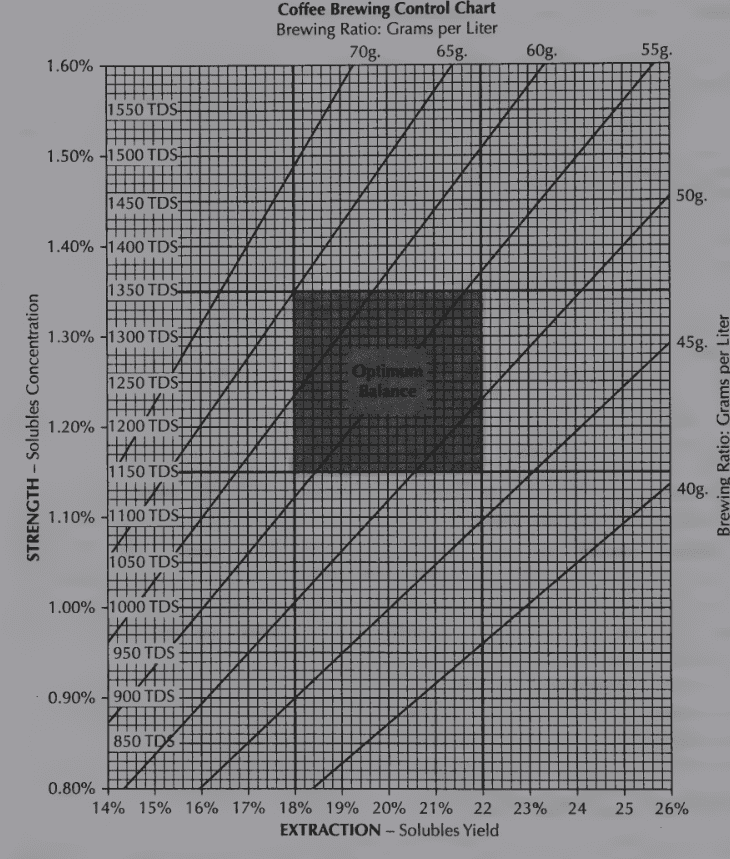 Coffee Brewing Control Chart
Brewing Ratio: Grams per Liter
70g. 65g. 60g. 55g.
1.60%
1550 TDS
1.50% 1500 TDS
1450 TDS
1.40% 1400 TDS
1350 TDS
1.30% 1300 TDS
1250 TDS
1.20% 1200 TDS
1150 TDS
1.10% 1100 TDS
1050 TDS
1.00% 1000 TDS
950 TDS
0.90% 900 TDS
850 TDS
0.80%
STRENGTH – Solubles Concentration
Optimum
Balance
50g.
45g.
40g.
Brewing Ratio: Grams per Liter
14% 15% 16% 17% 18% 19% 20% 21% 22 23% 24 25 26%
EXTRACTION – Solubles Yield